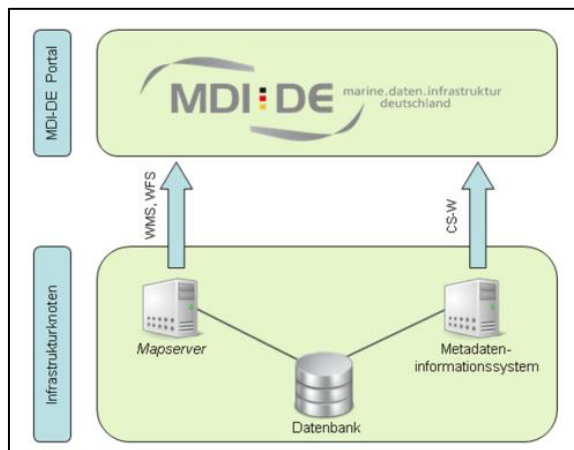 MDI-DE Portal
MDI:DE
marine.daten.infrastruktur
deutschland
WMS, WFS
CS-W
Infrastrukturknoten
Mapserver
Metadaten-
informationssystem
Datenbank